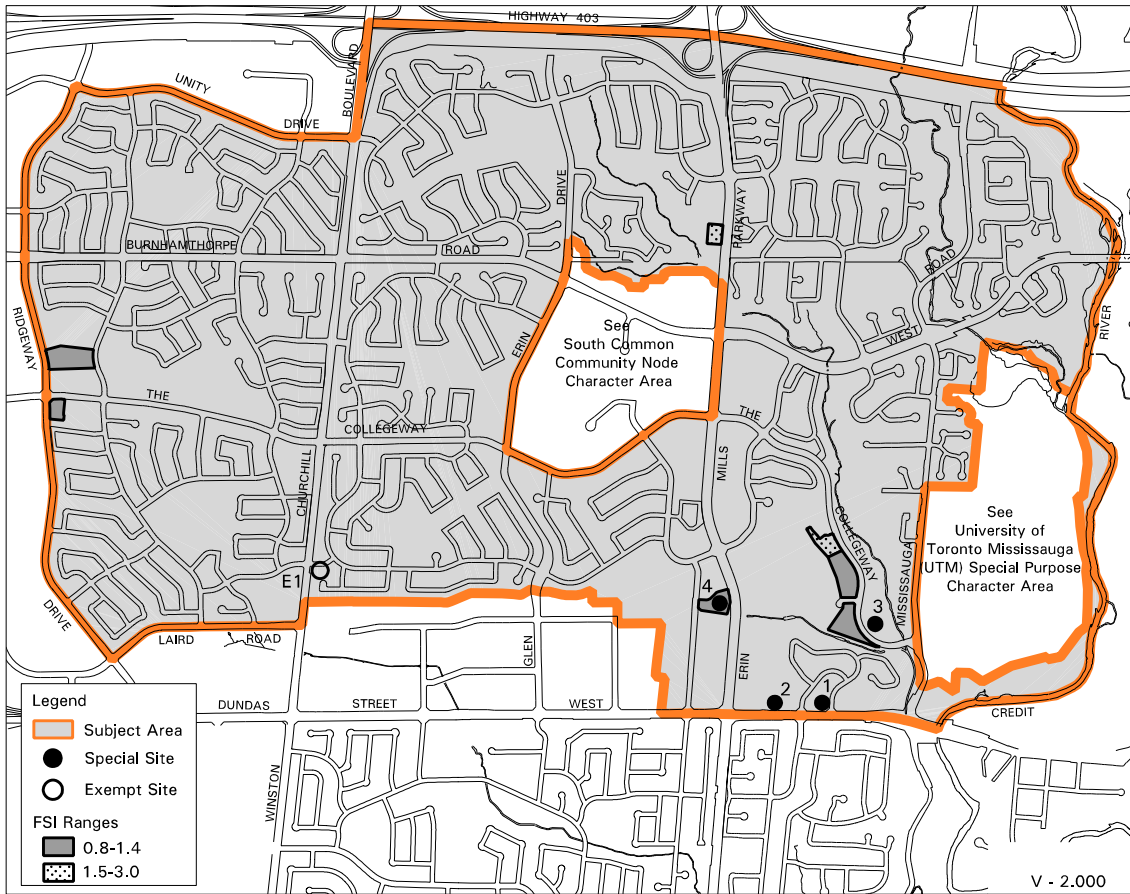 HIGHWAY 403
UNITY
DRIVE
BOULEVARD
DRIVE
PARKWAY
BURNHAMTHORPE
ROAD
ROAD
WEST
RIVER
RIDGEWAY
ERIN
See
South Common
Community Node
Character Area
THE
COLLEGEWAY
THE
CHURCHILL
MILLS
COLLEGEWAY
MISSISSAUGA
See
University of
Toronto Mississauga
(UTM) Special Purpose
Character Area
E1
4
3
DRIVE
LAIRD
ROAD
GLEN
ERIN
2
1
DUNDAS
STREET
WEST
CREDIT
WINSTON
Legend
Subject Area
Special Site
Exempt Site
FSI Ranges
0.8-1.4
1.5-3.0
V - 2.000